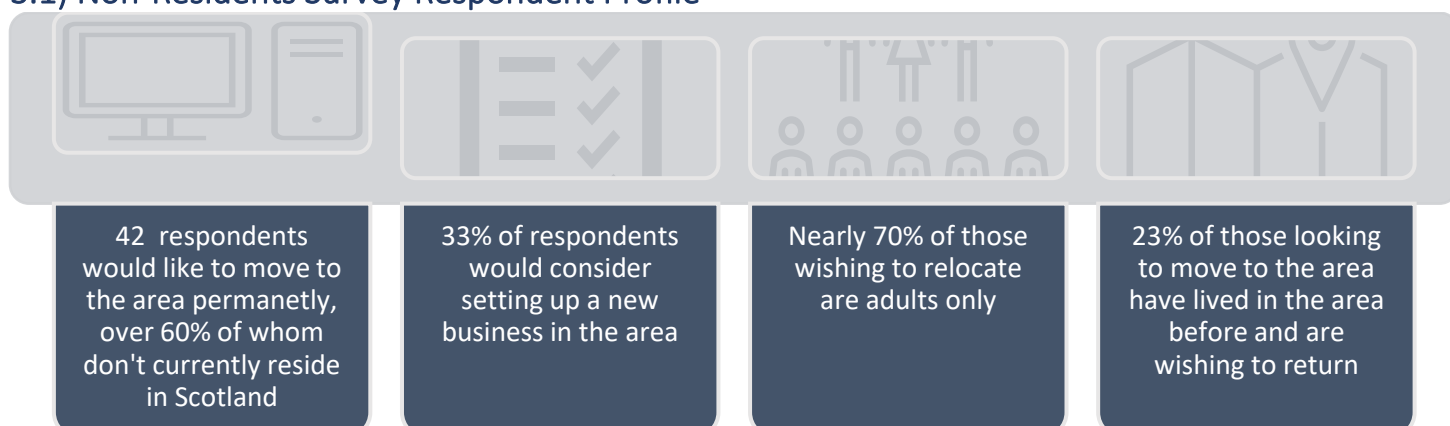 3.1) Non-Residents Survey Respondent Profile
42 respondents
would like to move to
the area permanetly,
over 60% of whom
don't currently reside
in Scotland
33% of respondents
would consider
setting up a new
business in the area
Nearly 70% of those
wishing to relocate
are adults only
23% of those looking
to move to the area
have lived in the area
before and are
wishing to return